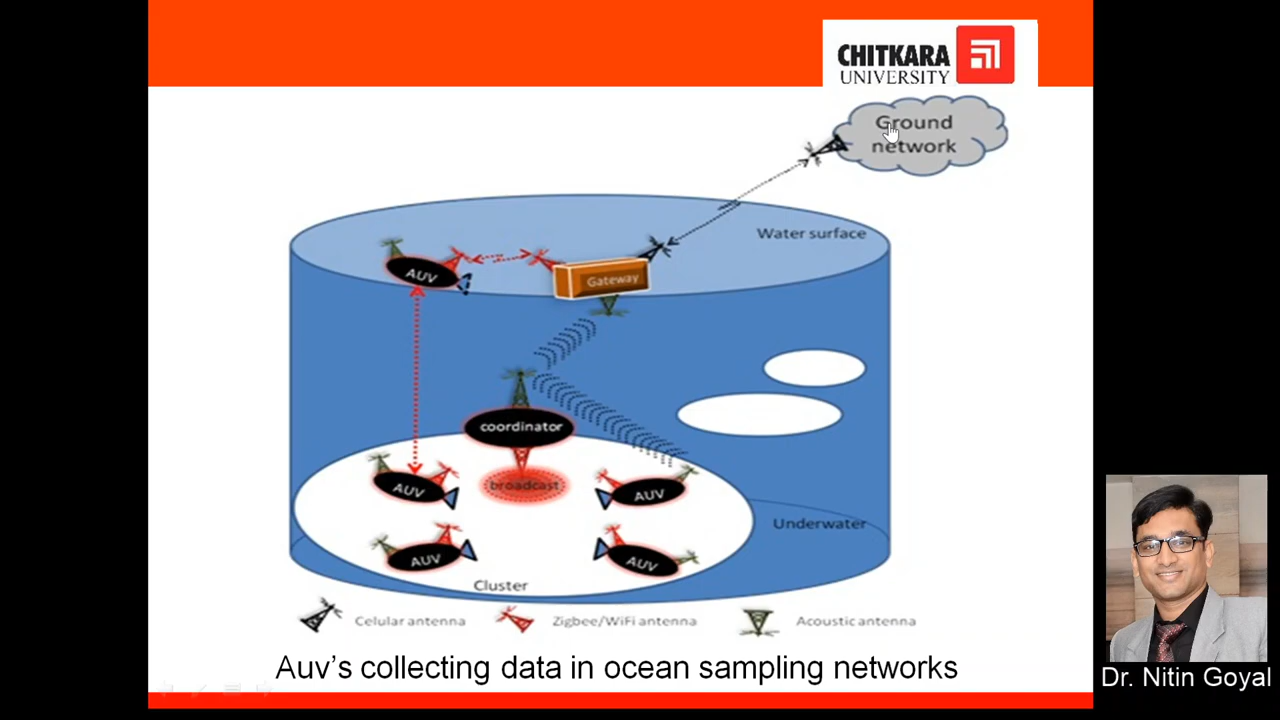 CHITKARA
UNIVERSITY
Ground
network
Water surface
AUV
Gateway
coordinator
broadcast
AUV
AUV
Underwater
AUV
AUV
Cluster
Celular antenna
Zigbee/WiFi antenna
Acoustic antenna
Auv's collecting data in ocean sampling networks
Dr. Nitin Goyal